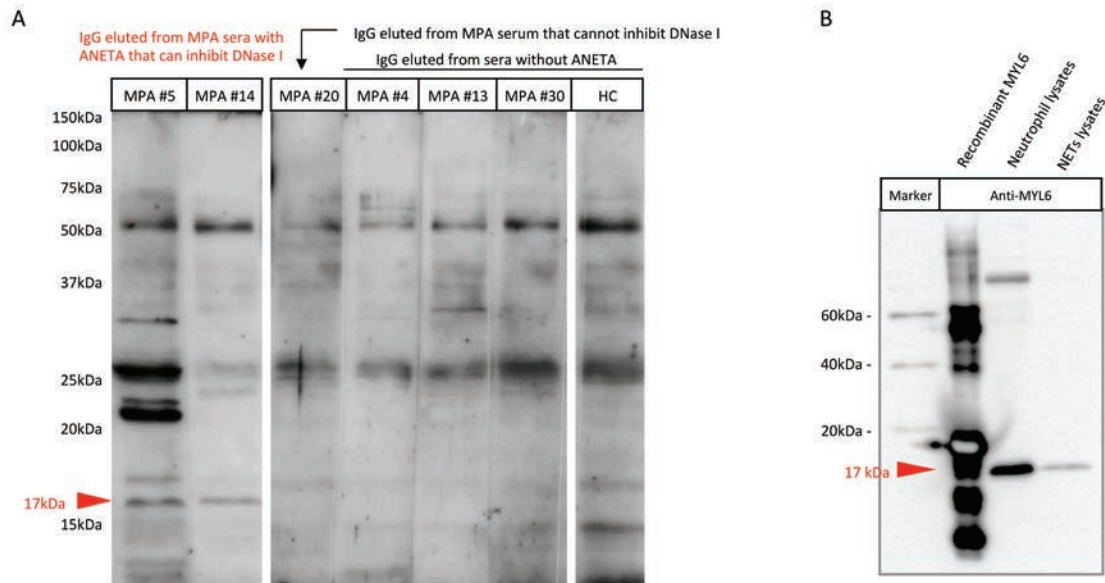 A
IgG eluted from MPA sera with
ANETA that can inhibit DNase I
IgG eluted from MPA serum that cannot inhibit DNase I
IgG eluted from sera without ANETA
MPA #5 MPA #14 MPA #20 MPA #4 MPA #13 MPA #30 HC
150kDa
100kDa
75kDa
50kDa
37kDa
25kDa
20kDa
17kDa
15kDa
B
Recombinant MYL6
Neutrophil lysates
NETs lysates
Marker Anti-MYL6
60kDa -
40kDa -
20kDa -
17 kDa